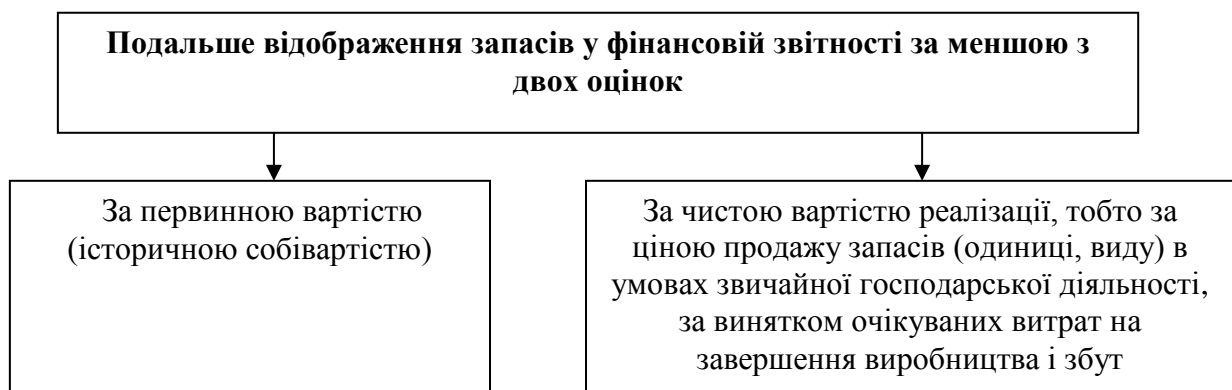 Подальше відображення запасів у фінансовій звітності за меншою з
двох оцінок
За первинною вартістю
(історичною собівартістю)
За чистою вартістю реалізації, тобто за
ціною продажу запасів (одиниці, виду) в
умовах звичайної господарської діяльності,
за винятком очікуваних витрат на
завершення виробництва і збут